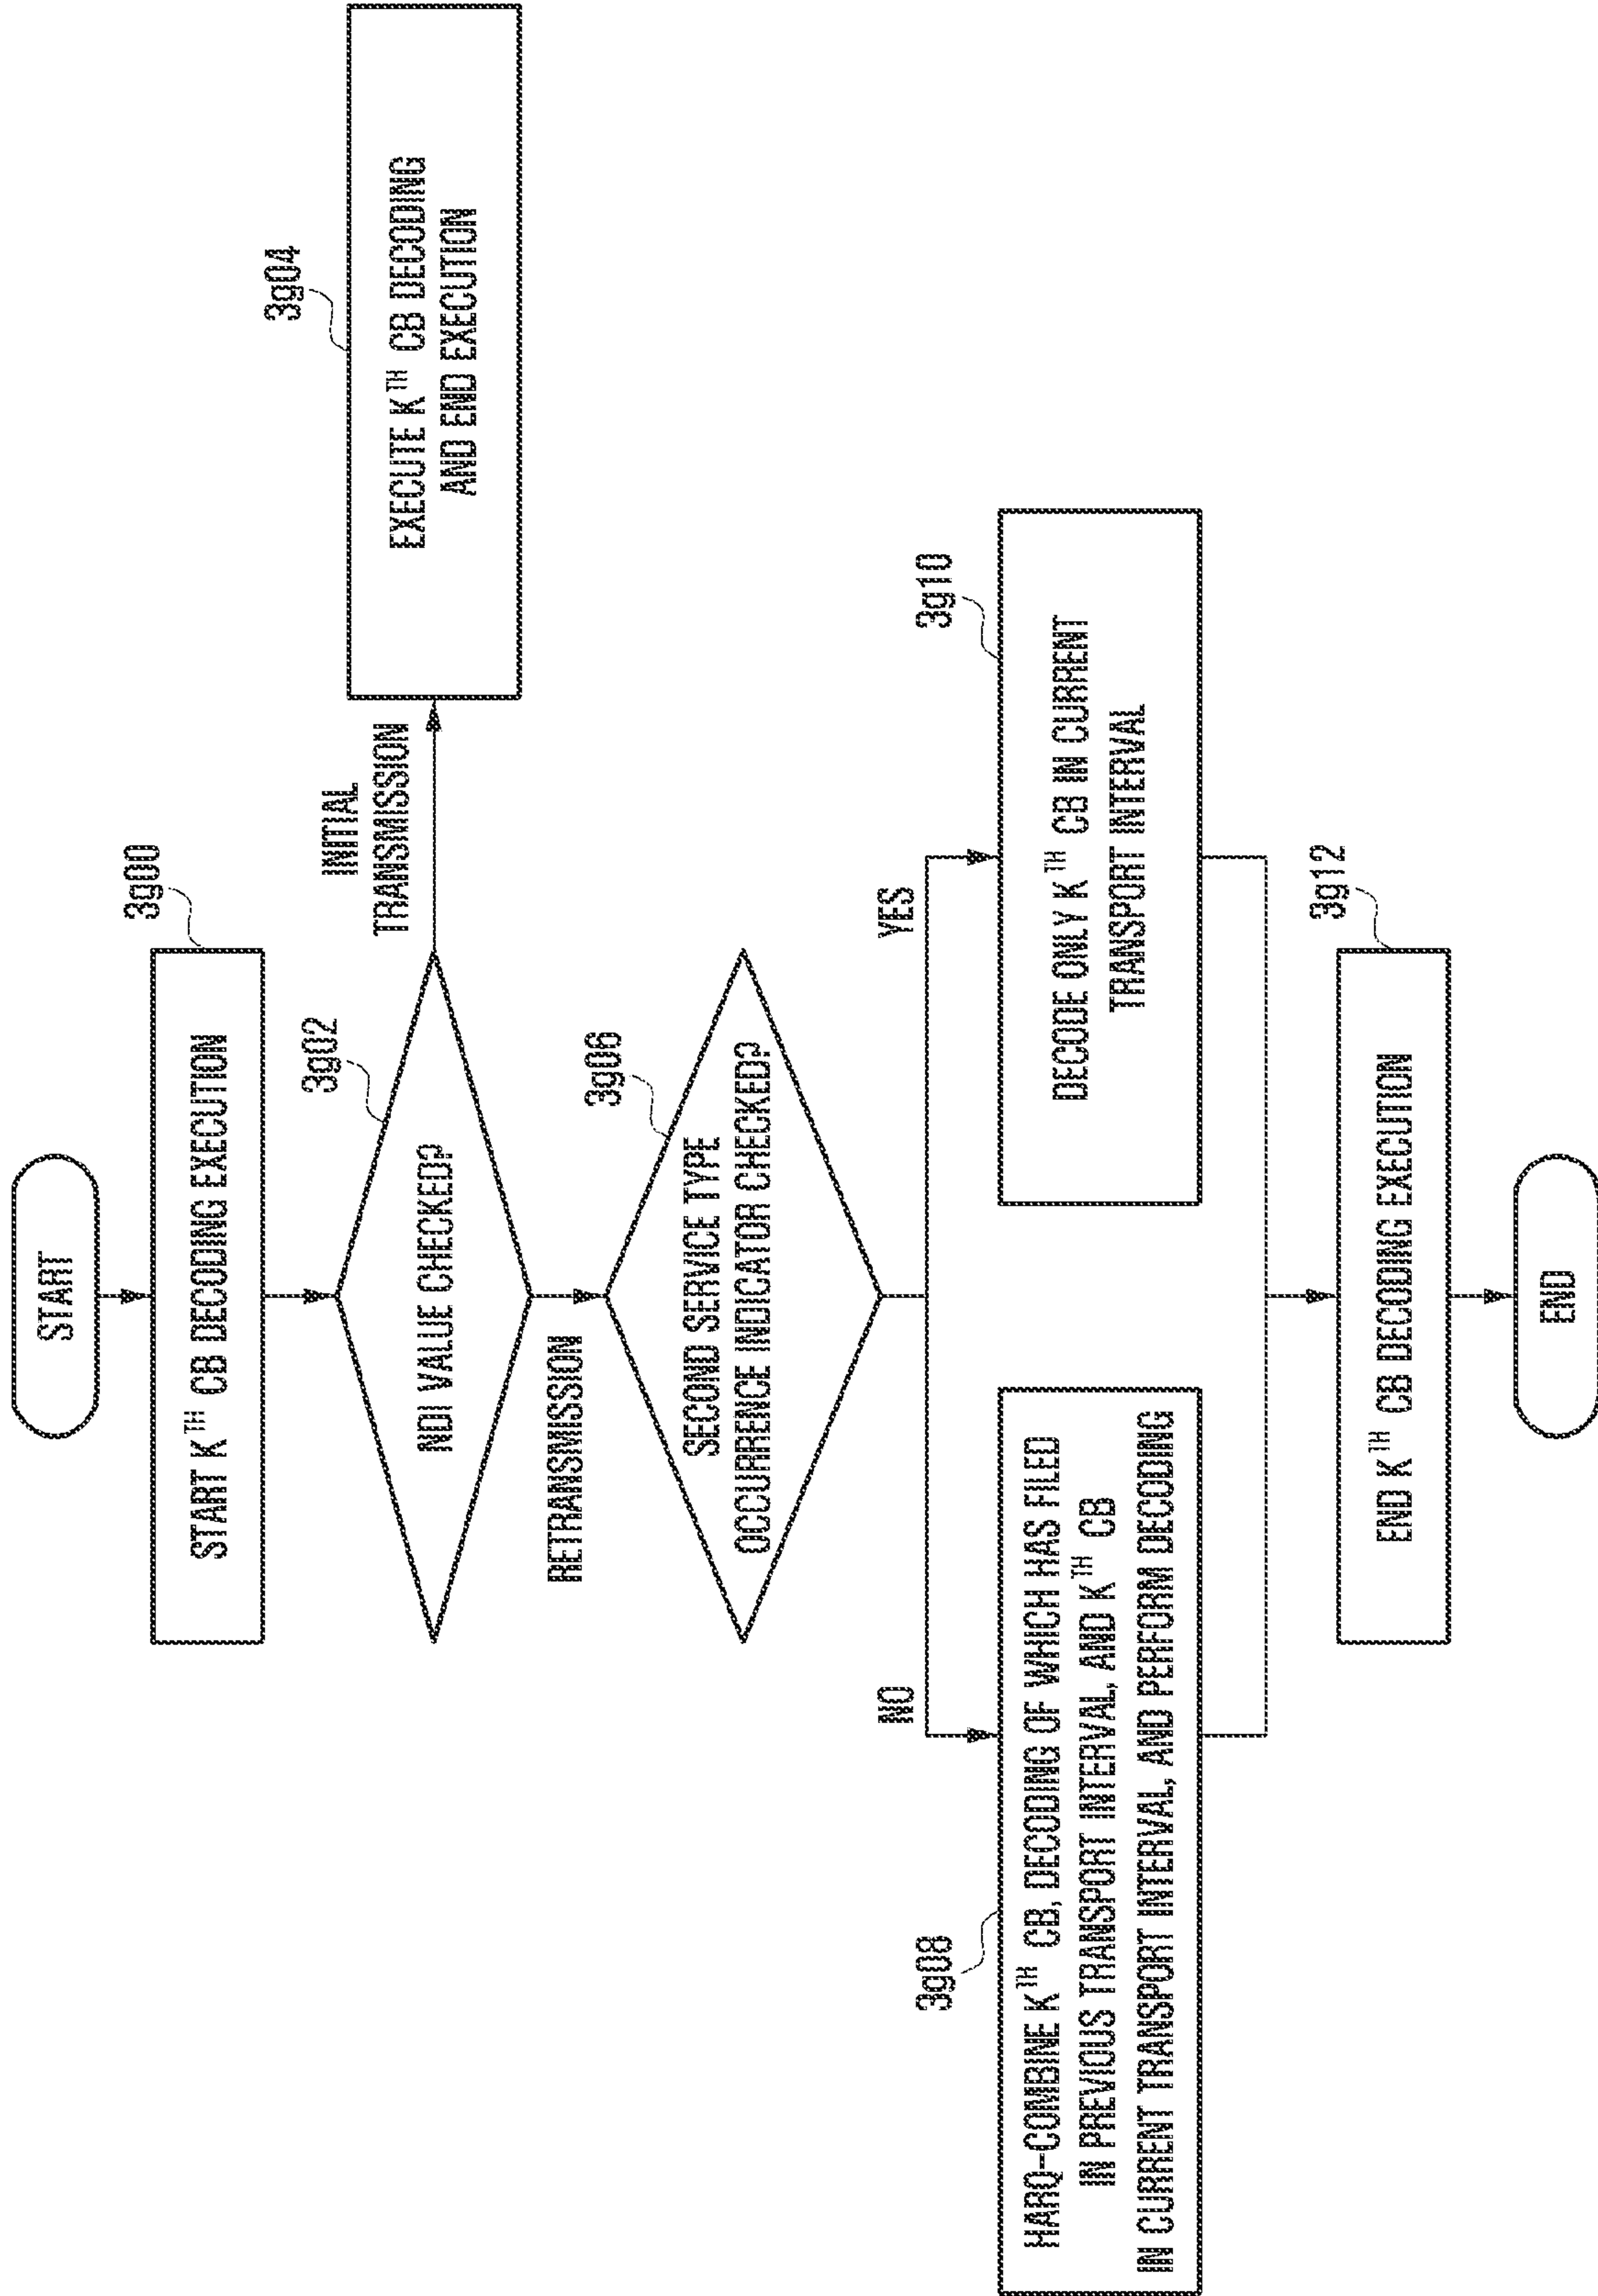 START
3g00
START K^TH CB DECODING EXECUTION
3g02
NDI VALUE CHECKED?
INITIAL
TRANSMISSION
3g04
EXECUTE K^TH CB DECODING
AND END EXECUTION
RETRANSMISSION
3g06
SECOND SERVICE TYPE
OCCURRENCE INDICATOR CHECKED?
NO
YES
3g08
HARQ-COMBINE K^TH CB, DECODING OF WHICH HAS FILED
IN PREVIOUS TRANSPORT INTERVAL, AND K^TH CB
IN CURRENT TRANSPORT INTERVAL, AND PERFORM DECODING
3g10
DECODE ONLY K^TH CB IN CURRENT
TRANSPORT INTERVAL
3g12
END K^TH CB DECODING EXECUTION
END